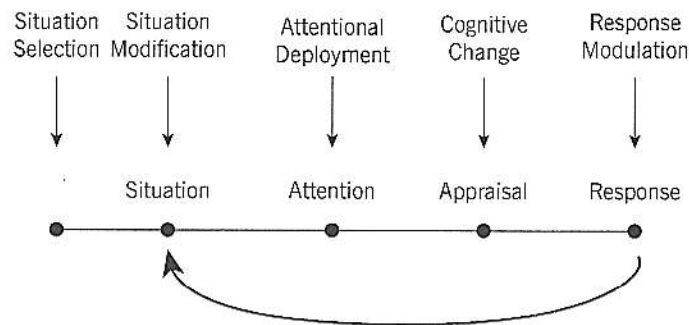 Situation
Selection
Situation
Modification
Attentional
Deployment
Cognitive
Change
Response
Modulation
Situation
Attention
Appraisal
Response